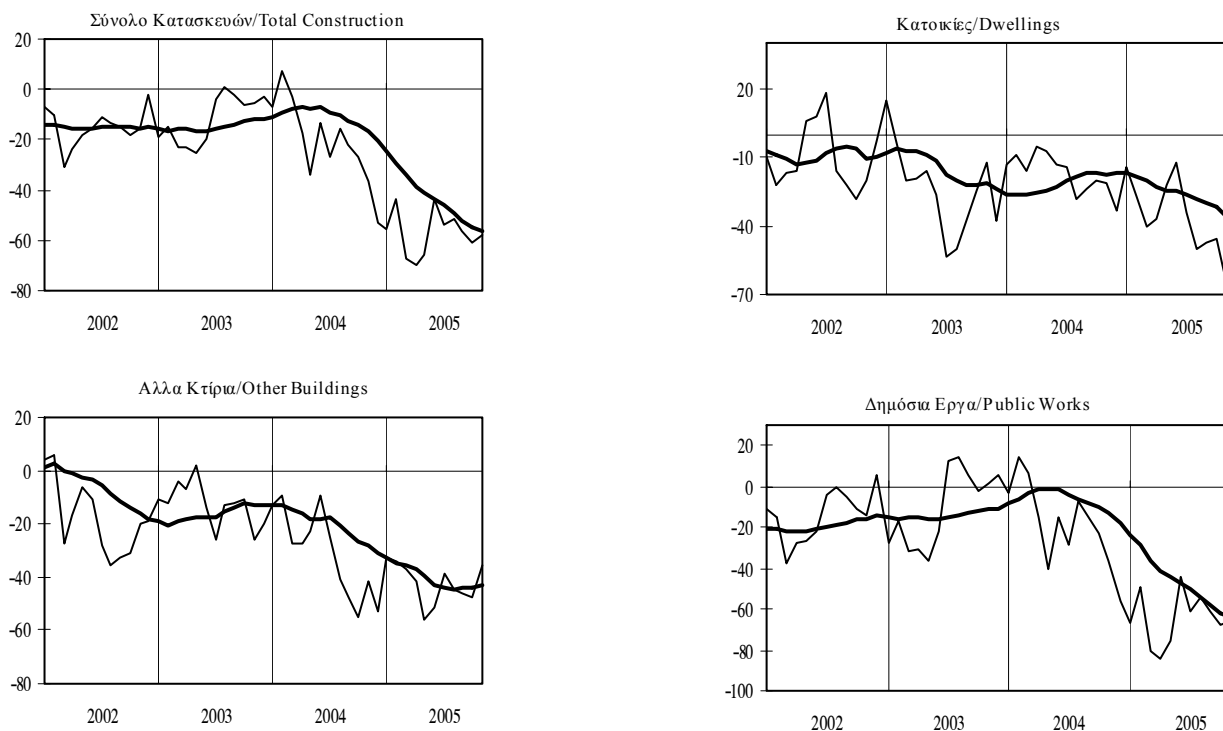 Σύνολο Κατασκευών/Total Construction
20
0
-20
-40
-60
-80
2002 2003 2004 2005
Κατοικίες/Dwellings
20
-10
-40
-70
2002 2003 2004 2005
Αλλα Κτίρια/Other Buildings
20
0
-20
-40
-60
-80
2002 2003 2004 2005
Δημόσια Εργα/Public Works
20
0
-20
-40
-60
-80
-100
2002 2003 2004 2005